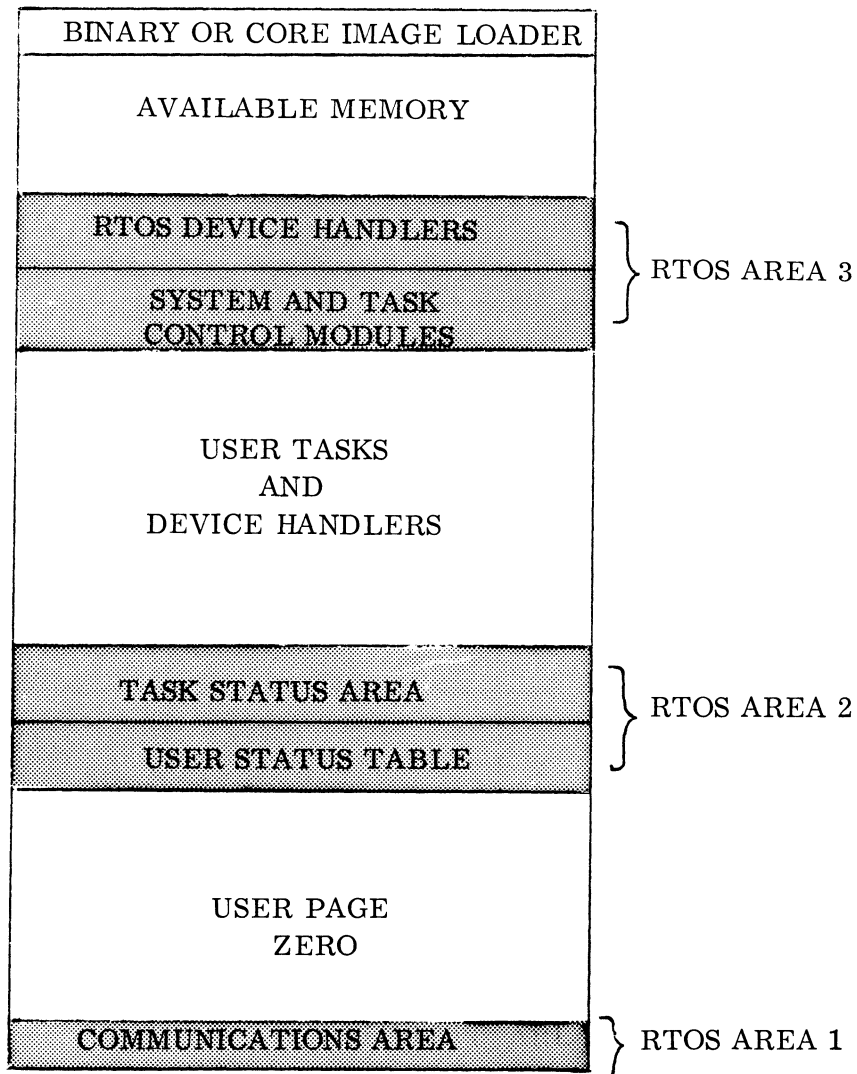 BINARY OR CORE IMAGE LOADER
AVAILABLE MEMORY
RTOS DEVICE HANDLERS
SYSTEM AND TASK
CONTROL MODULES
RTOS AREA 3
USER TASKS
AND
DEVICE HANDLERS
TASK STATUS AREA
USER STATUS TABLE
RTOS AREA 2
USER PAGE
ZERO
COMMUNICATIONS AREA
RTOS AREA 1